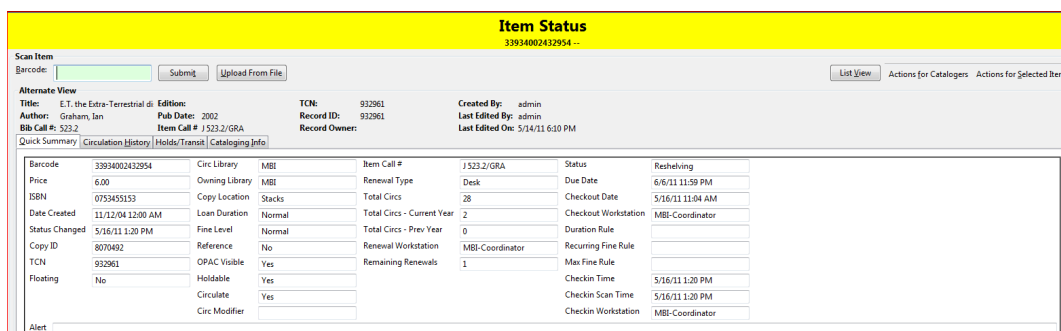 Item Status
33934002432954 --
Scan Item
Barcode: Submit Upload From File List View Actions for Catalogers Actions for Selected Iter
Alternate View
Title: E.T. the Extra-Terrestrial di Edition: TCN: 932961 Created By: admin
Author: Graham, Ian Pub Date: 2002 Record ID: 932961 Last Edited By: admin
Bib Call #: 523.2 Item Call # J 523.2/GRA Record Owner: Last Edited On: 5/14/11 6:10 PM
Quick Summary Circulation History Holds/Transit Cataloging Info
Barcode 33934002432954 Circ Library MBI Item Call # J 523.2/GRA Status Reshelving
Price 6.00 Owning Library MBI Renewal Type Desk Due Date 6/6/11 11:59 PM
ISBN 0753455153 Copy Location Stacks Total Circs 28 Checkout Date 5/16/11 11:04 AM
Date Created 11/12/04 12:00 AM Loan Duration Normal Total Circs - Current Year 2 Checkout Workstation MBI-Coordinator
Status Changed 5/16/11 1:20 PM Fine Level Normal Total Circs - Prev Year 0 Duration Rule
Copy ID 8070492 Reference No Renewal Workstation MBI-Coordinator Recurring Fine Rule
TCN 932961 OPAC Visible Yes Remaining Renewals 1 Max Fine Rule
Floating No Holdable Yes Checkin Time 5/16/11 1:20 PM
Circulate Yes Checkin Scan Time 5/16/11 1:20 PM
Circ Modifier Checkin Workstation MBI-Coordinator
Alert